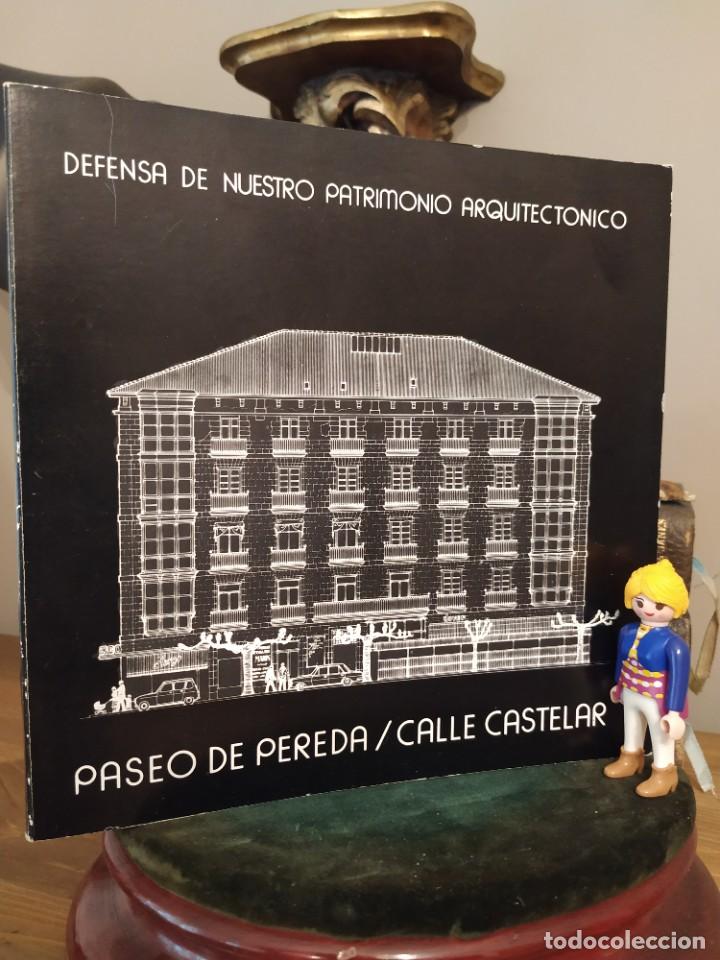 DEFENSA DE NUESTRO PATRIMONIO ARQUITECTONICO
PASEO DE PEREDA / CALLE CASTELAR
todocoleccion